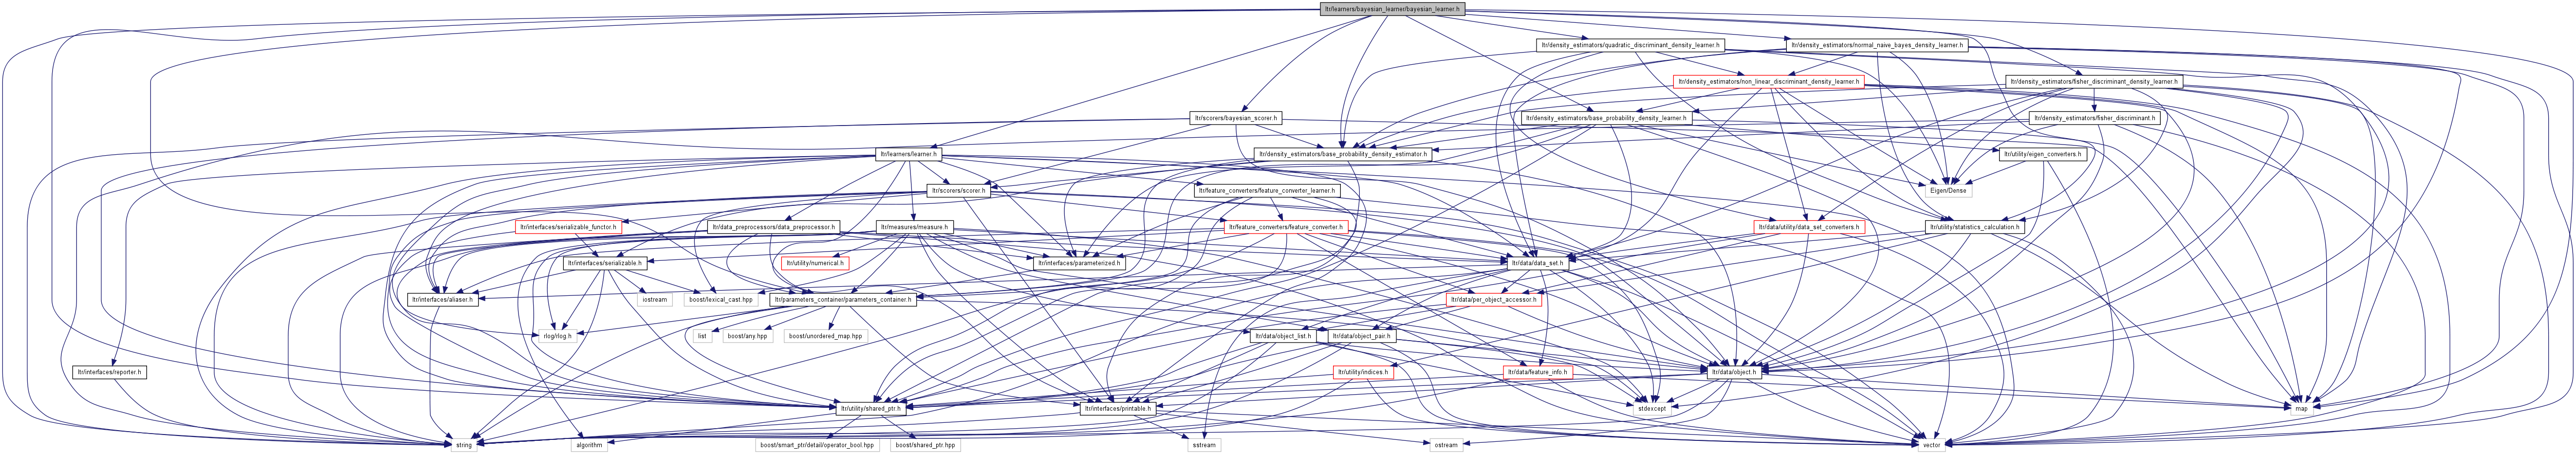 ltr/learners/bayesian_learner/bayesian_learner.h
ltr/density_estimators/quadratic_discriminant_density_learner.h
ltr/density_estimators/normal_naive_bayes_density_learner.h
ltr/density_estimators/non_linear_discriminant_density_learner.h
ltr/density_estimators/fisher_discriminant_density_learner.h
ltr/scorers/bayesian_scorer.h
ltr/density_estimators/base_probability_density_learner.h
ltr/density_estimators/fisher_discriminant.h
ltr/learners/learner.h
ltr/density_estimators/base_probability_density_estimator.h
ltr/utility/eigen_converters.h
ltr/scorers/scorer.h
ltr/feature_converters/feature_converter_learner.h
Eigen/Dense
ltr/interfaces/serializable_functor.h
ltr/data_preprocessors/data_preprocessor.h
ltr/measures/measure.h
ltr/feature_converters/feature_converter.h
ltr/data/utility/data_set_converters.h
ltr/utility/statistics_calculation.h
ltr/interfaces/serializable.h
ltr/utility/numerical.h
ltr/interfaces/parameterized.h
ltr/data/data_set.h
ltr/interfaces/aliaser.h
iostream
boost/lexical_cast.hpp
ltr/parameters_container/parameters_container.h
ltr/data/per_object_accessor.h
rlog/rlog.h
list
boost/any.hpp
boost/unordered_map.hpp
ltr/data/object_list.h
ltr/data/object_pair.h
ltr/interfaces/reporter.h
ltr/utility/indices.h
ltr/data/feature_info.h
ltr/data/object.h
ltr/utility/shared_ptr.h
ltr/interfaces/printable.h
stdexcept
map
string
algorithm
boost/smart_ptr/detail/operator_bool.hpp
boost/shared_ptr.hpp
sstream
ostream
vector